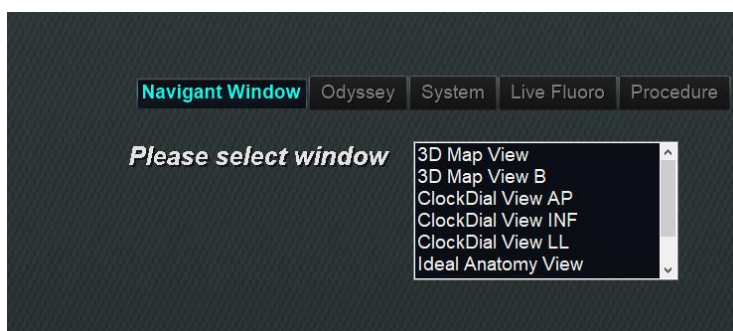 Navigant Window Odyssey System Live Fluoro Procedure
Please select window
3D Map View
3D Map View B
ClockDial View AP
ClockDial View INF
ClockDial View LL
Ideal Anatomy View